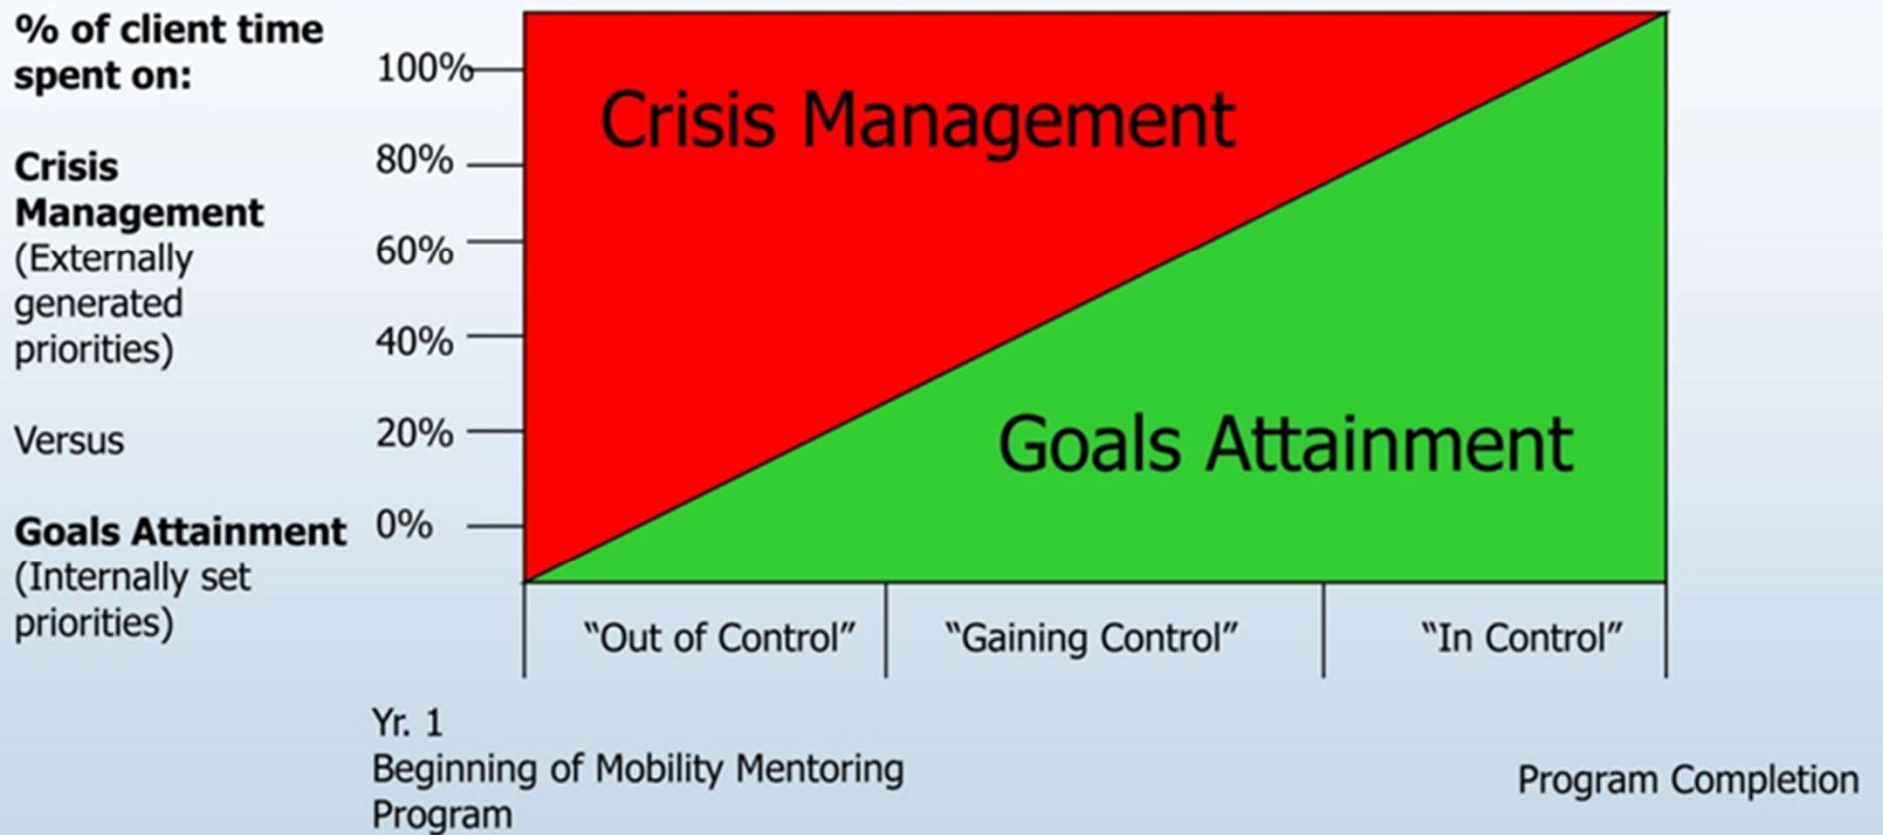 % of client time
spent on:
Crisis
Management
(Externally
generated
priorities)
Versus
Goals Attainment
(Internally set
priorities)
100%
80%
60%
40%
20%
0%
Crisis Management
Goals Attainment
“Out of Control”
“Gaining Control”
“In Control”
Yr. 1
Beginning of Mobility Mentoring
Program
Program Completion